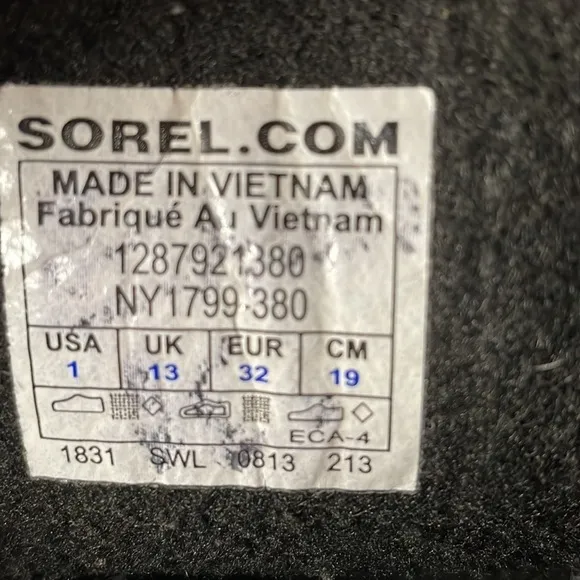 SOREL.COM
MADE IN VIETNAM
Fabriqué Au Vietnam
1287921380
NY1799-380
USA UK EUR CM
1 13 32 19
ECA-4
1831 SWL 0813 213